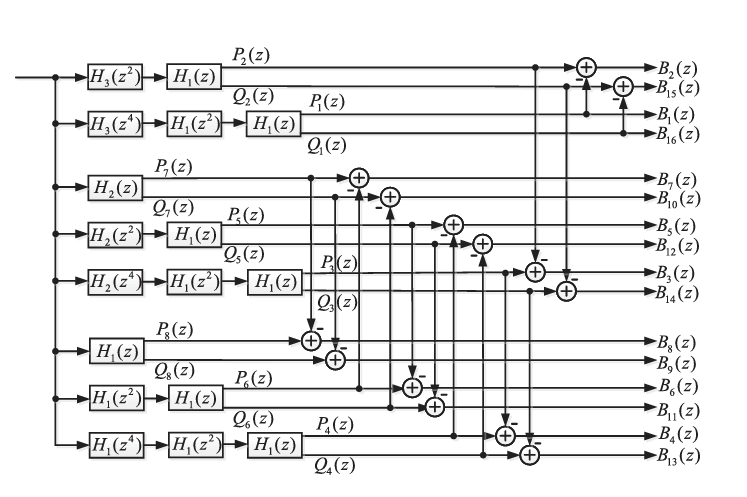 P₂(z)
H₃(z²) H₁(z) B₂(z)
Q₂(z) B₁₅(z)
P₁(z)
H₃(z⁴) H₁(z²) H₁(z) B₁(z)
Q₁(z) B₁₆(z)
P₇(z)
H₂(z) B₇(z)
Q₇(z) B₁₀(z)
P₅(z)
H₂(z²) H₁(z) B₅(z)
Q₅(z) B₁₂(z)
P₃(z)
H₂(z⁴) H₁(z²) H₁(z) B₃(z)
Q₃(z) B₁₄(z)
P₈(z)
H₁(z) B₈(z)
Q₈(z) B₉(z)
P₆(z)
H₁(z²) H₁(z) B₆(z)
Q₆(z) B₁₁(z)
P₄(z)
H₁(z⁴) H₁(z²) H₁(z) B₄(z)
Q₄(z) B₁₃(z)